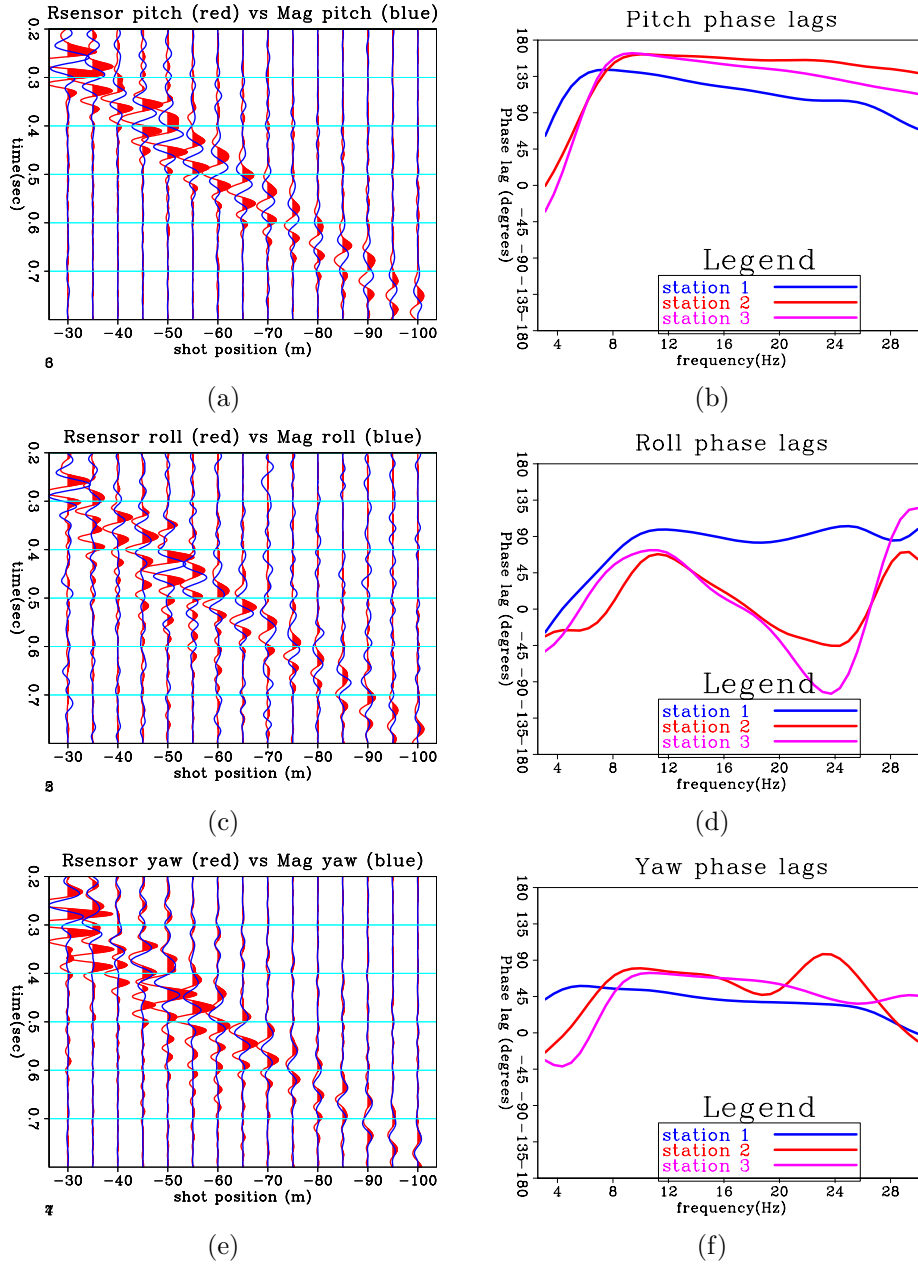 Rsensor pitch (red) vs Mag pitch (blue)
0.2
0.3
0.4
0.5
0.6
0.7
time(sec)
-30 -40 -50 -60 -70 -80 -90 -100
shot position (m)
(a)
Pitch phase lags
180
135
90
45
0
-45
-90
-135
-180
Phase lag (degrees)
Legend
station 1
station 2
station 3
4 8 12 16 20 24 28
frequency(Hz)
(b)
Rsensor roll (red) vs Mag roll (blue)
0.2
0.3
0.4
0.5
0.6
0.7
time(sec)
-30 -40 -50 -60 -70 -80 -90 -100
shot position (m)
(c)
Roll phase lags
180
135
90
45
0
-45
-90
-135
-180
Phase lag (degrees)
Legend
station 1
station 2
station 3
4 8 12 16 20 24 28
frequency(Hz)
(d)
Rsensor yaw (red) vs Mag yaw (blue)
0.2
0.3
0.4
0.5
0.6
0.7
time(sec)
-30 -40 -50 -60 -70 -80 -90 -100
shot position (m)
(e)
Yaw phase lags
180
135
90
45
0
-45
-90
-135
-180
Phase lag (degrees)
Legend
station 1
station 2
station 3
4 8 12 16 20 24 28
frequency(Hz)
(f)